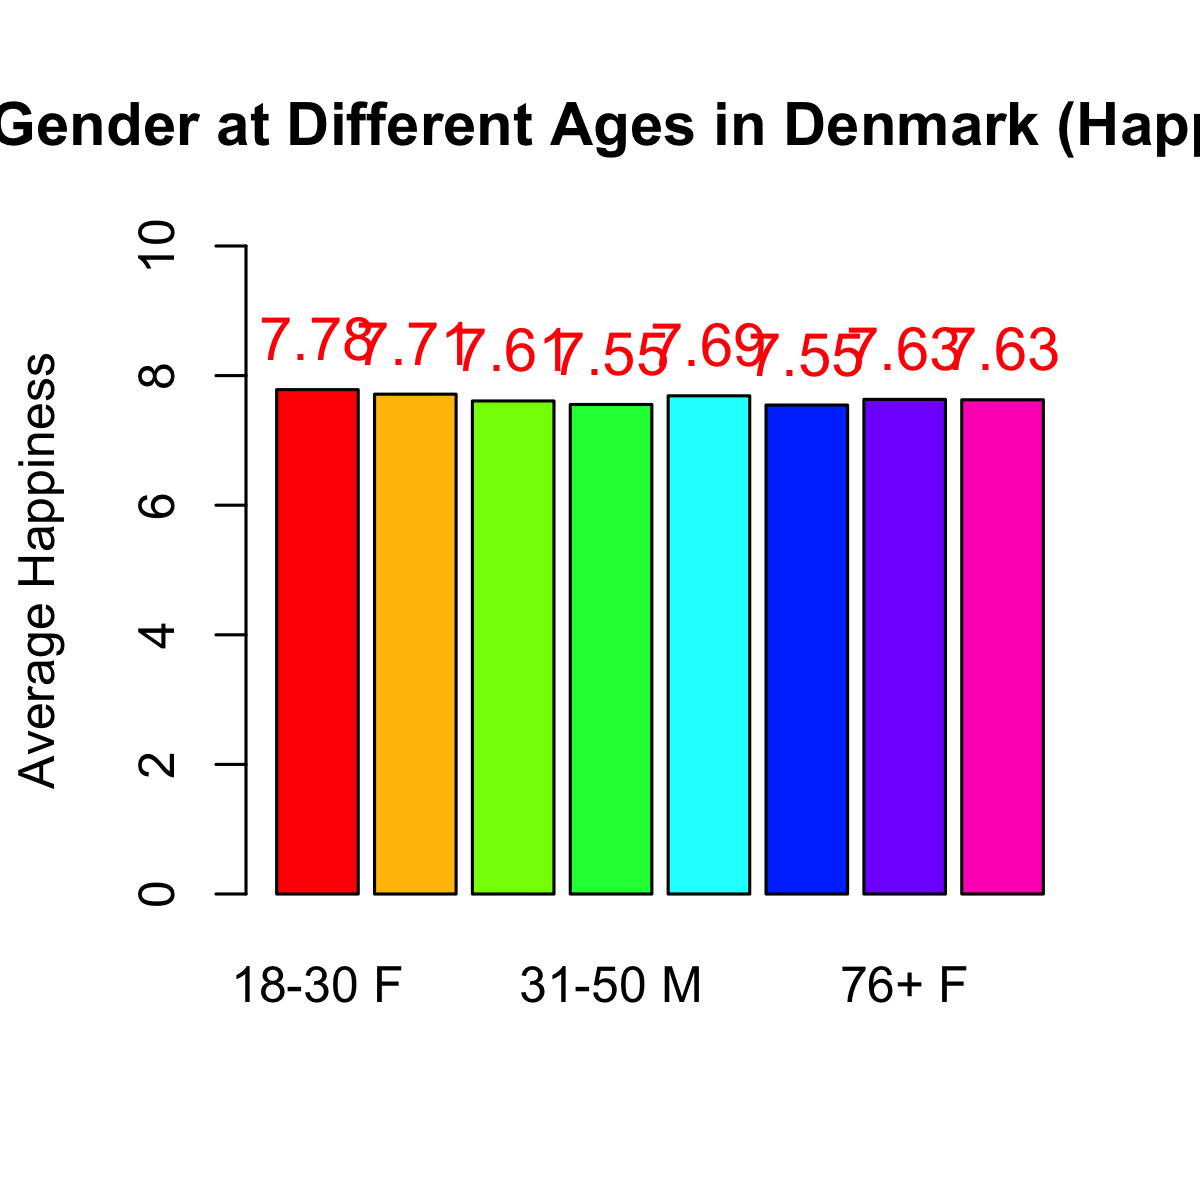 Gender at Different Ages in Denmark (Happ
10
8
6
4
2
0
Average Happiness
7.78 7.71 7.61 7.55 7.69 7.55 7.63 7.63
18-30 F 31-50 M 76+ F